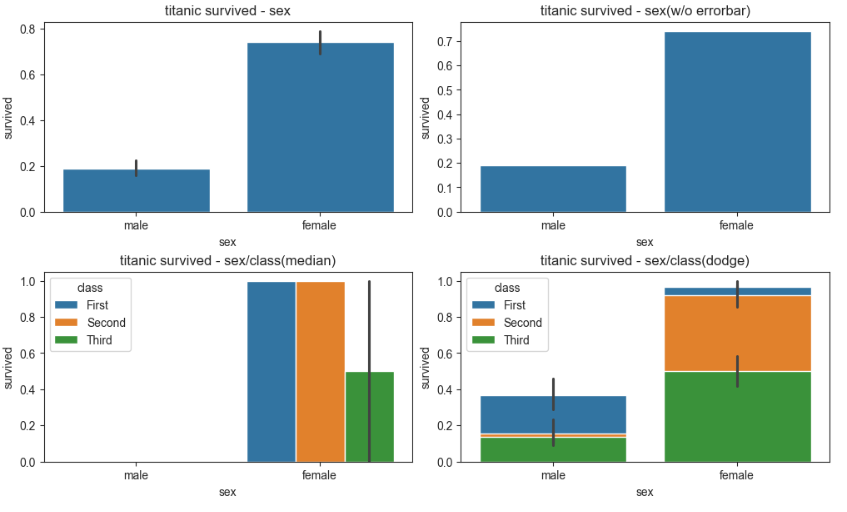 titanic survived - sex
0.8
0.6
0.4
0.2
0.0
survived
male female
sex
titanic survived - sex(w/o errorbar)
0.7
0.6
0.5
0.4
0.3
0.2
0.1
0.0
survived
male female
sex
titanic survived - sex/class(median)
1.0
0.8
0.6
0.4
0.2
0.0
survived
class
First
Second
Third
male female
sex
titanic survived - sex/class(dodge)
1.0
0.8
0.6
0.4
0.2
0.0
survived
class
First
Second
Third
male female
sex